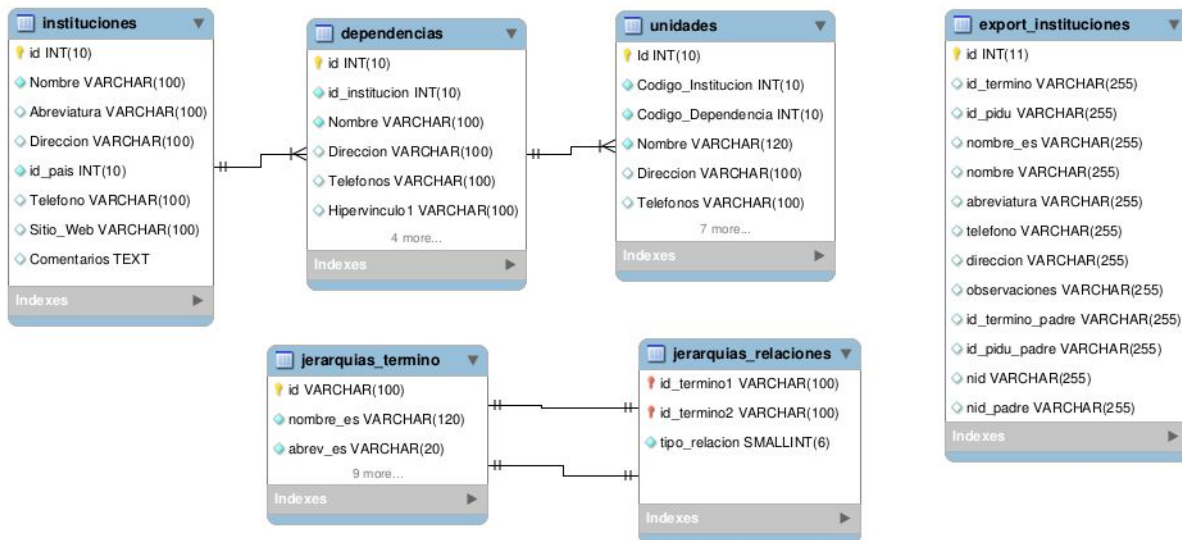 instituciones
id INT(10)
Nombre VARCHAR(100)
Abreviatura VARCHAR(100)
Direccion VARCHAR(100)
id_pais INT(10)
Telefono VARCHAR(100)
Sitio_Web VARCHAR(100)
Comentarios TEXT
Indexes
dependencias
id INT(10)
id_institucion INT(10)
Nombre VARCHAR(100)
Direccion VARCHAR(100)
Telefonos VARCHAR(100)
Hipervinculo1 VARCHAR(100)
4 more...
Indexes
unidades
Id INT(10)
Codigo_Institucion INT(10)
Codigo_Dependencia INT(10)
Nombre VARCHAR(120)
Direccion VARCHAR(100)
Telefonos VARCHAR(100)
7 more...
Indexes
export_instituciones
id INT(11)
id_termino VARCHAR(255)
id_pidu VARCHAR(255)
nombre_es VARCHAR(255)
nombre VARCHAR(255)
abreviatura VARCHAR(255)
telefono VARCHAR(255)
direccion VARCHAR(255)
observaciones VARCHAR(255)
id_termino_padre VARCHAR(255)
id_pidu_padre VARCHAR(255)
nid VARCHAR(255)
nid_padre VARCHAR(255)
Indexes
jerarquias_termino
id VARCHAR(100)
nombre_es VARCHAR(120)
abrev_es VARCHAR(20)
9 more...
Indexes
jerarquias_relaciones
id_termino1 VARCHAR(100)
id_termino2 VARCHAR(100)
tipo_relacion SMALLINT(6)
Indexes